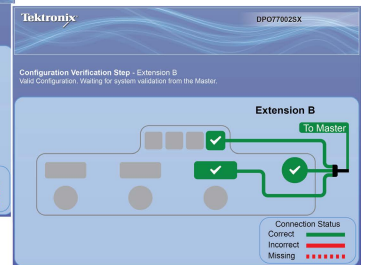 Tektronix
DPO77002SX
Configuration Verification Step - Extension B
Valid Configuration. Waiting for system validation from the Master.
Extension B
To Master
Connection Status
Correct
Incorrect
Missing